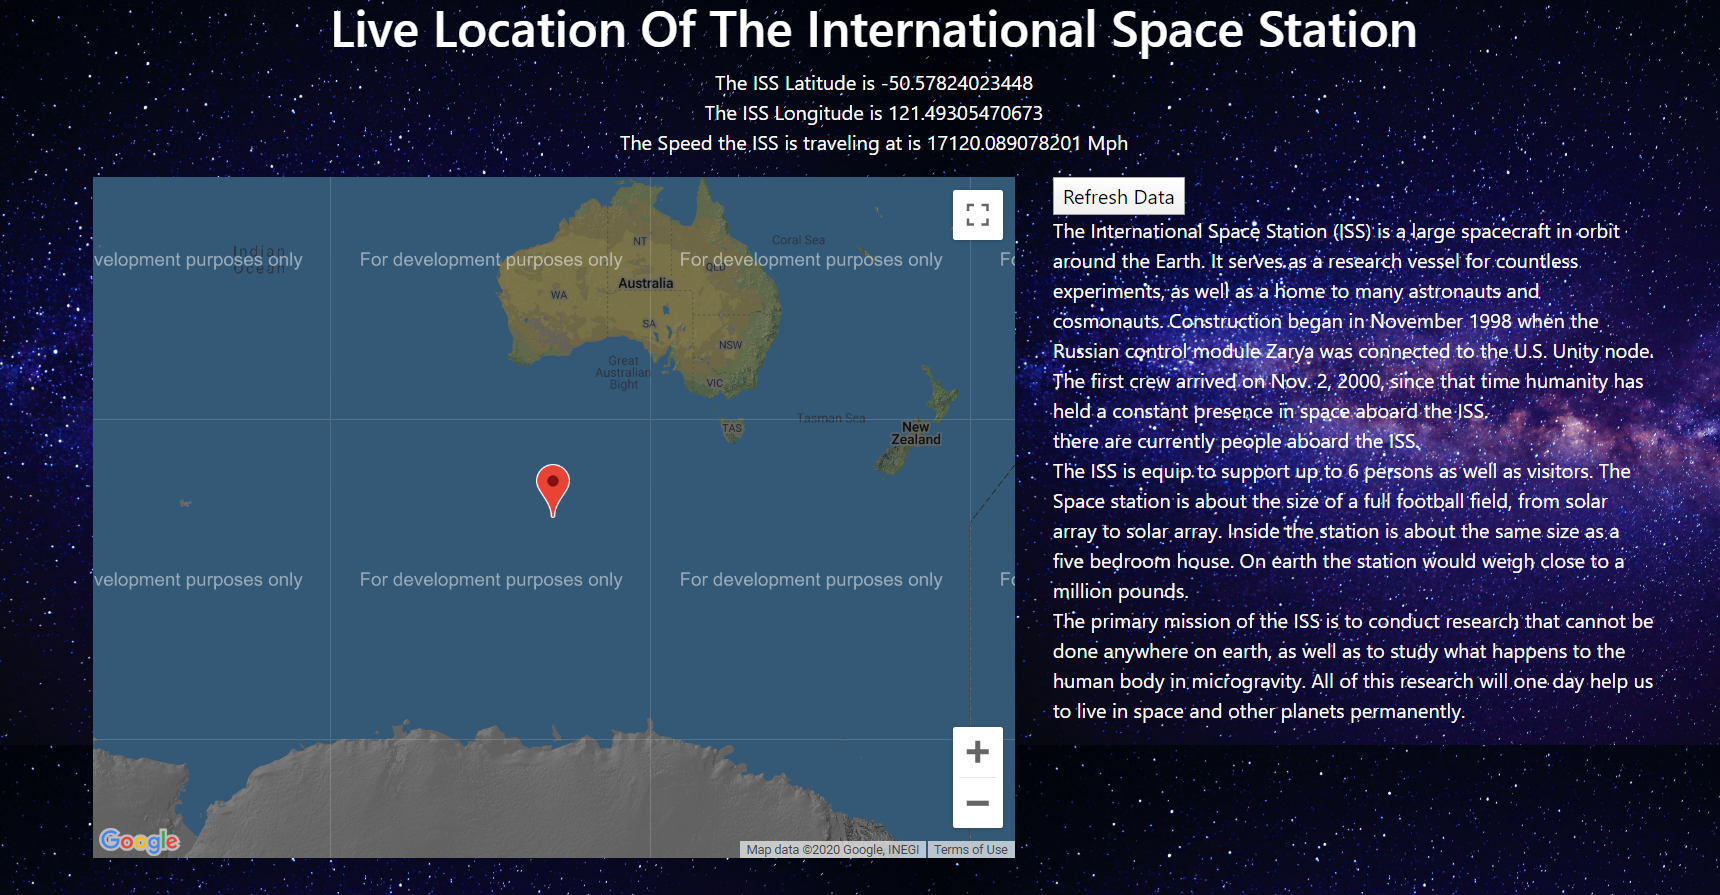 Live Location Of The International Space Station
The ISS Latitude is -50.57824023448
The ISS Longitude is 121.49305470673
The Speed the ISS is traveling at is 17120.089078201 Mph
Indian
Ocean
velopment purposes only
For development purposes only
For development purposes only
Fo
NT
Coral Sea
QLD
Australia
WA
SA
NSW
Great
Australian
Bight
VIC
TAS
Tasman Sea
New
Zealand
velopment purposes only
For development purposes only
For development purposes only
Fo
Google
Map data ©2020 Google, INEGI
Terms of Use
Refresh Data
The International Space Station (ISS) is a large spacecraft in orbit
around the Earth. It serves as a research vessel for countless
experiments, as well as a home to many astronauts and
cosmonauts. Construction began in November 1998 when the
Russian control module Zarya was connected to the U.S. Unity node.
The first crew arrived on Nov. 2, 2000, since that time humanity has
held a constant presence in space aboard the ISS.
there are currently people aboard the ISS.
The ISS is equip to support up to 6 persons as well as visitors. The
Space station is about the size of a full football field, from solar
array to solar array. Inside the station is about the same size as a
five bedroom house. On earth the station would weigh close to a
million pounds.
The primary mission of the ISS is to conduct research that cannot be
done anywhere on earth, as well as to study what happens to the
human body in microgravity. All of this research will one day help us
to live in space and other planets permanently.